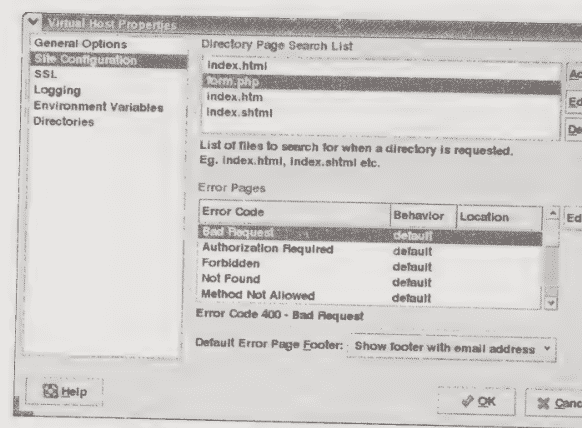 Virtual Host Properties
General Options
Site Configuration
SSL
Logging
Environment Variables
Directories
Directory Page Search List
index.html
form.php
index.htm
index.shtml
List of files to search for when a directory is requested.
Eg. index.html, index.shtml etc.
Error Pages
Error Code Behavior Location
Bad Request default
Authorization Required default
Forbidden default
Not Found default
Method Not Allowed default
Error Code 400 - Bad Request
Default Error Page Footer: Show footer with email address
Help
OK